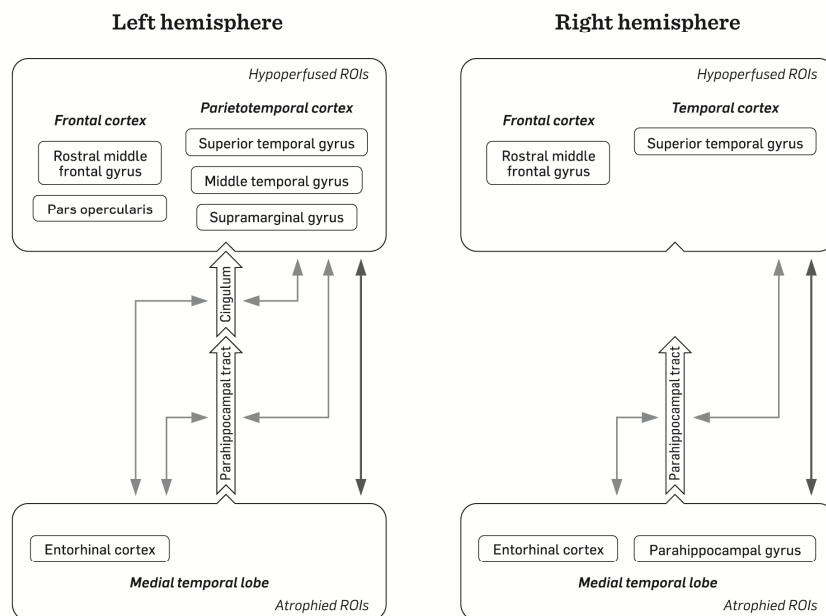 Left hemisphere
Hypoperfused ROIs
Frontal cortex
Parietotemporal cortex
Rostral middle
frontal gyrus
Pars opercularis
Superior temporal gyrus
Middle temporal gyrus
Supramarginal gyrus
Cingulum
Parahippocampal tract
Entorhinal cortex
Medial temporal lobe
Atrophied ROIs
Right hemisphere
Hypoperfused ROIs
Frontal cortex
Temporal cortex
Rostral middle
frontal gyrus
Superior temporal gyrus
Parahippocampal tract
Entorhinal cortex
Parahippocampal gyrus
Medial temporal lobe
Atrophied ROIs